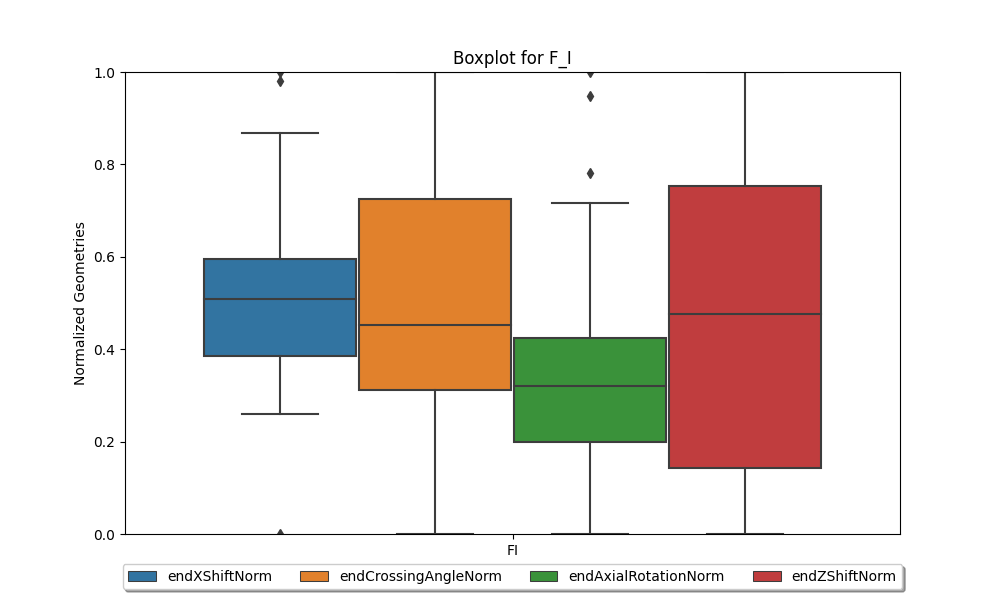 Boxplot for F_I
1.0
0.8
0.6
0.4
0.2
0.0
Normalized Geometries
FI
endXShiftNorm endCrossingAngleNorm endAxialRotationNorm endZShiftNorm